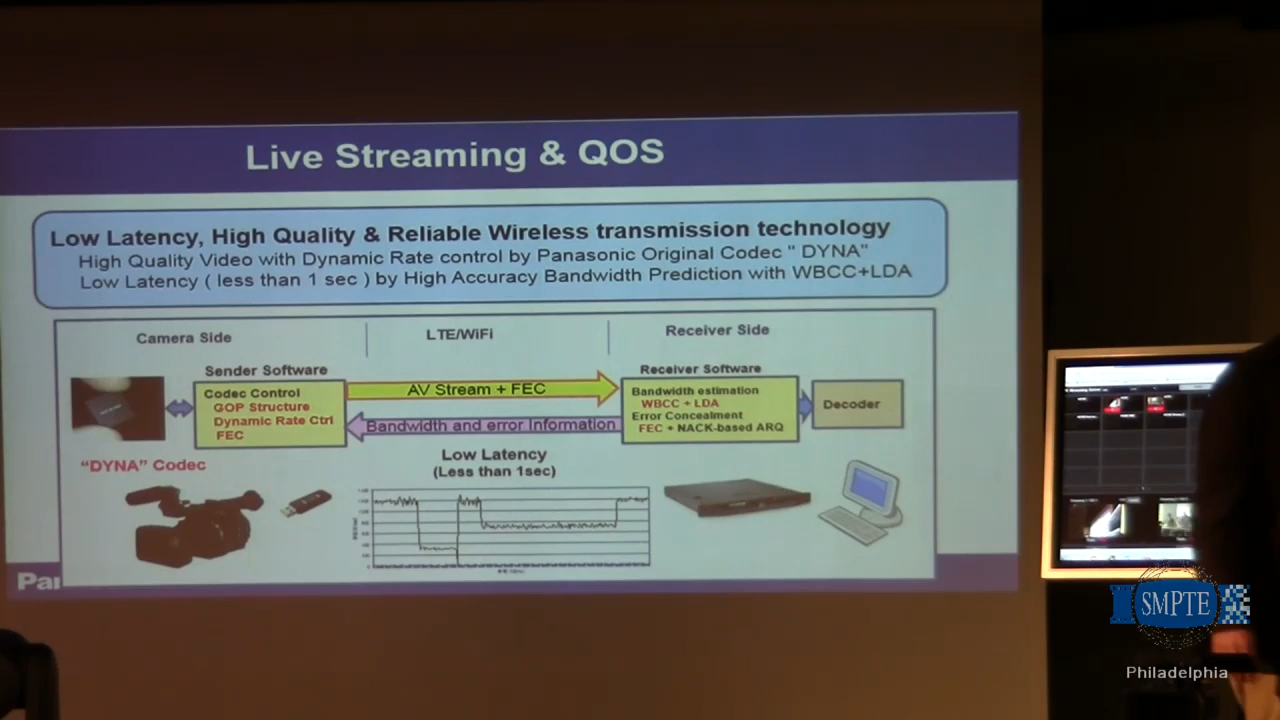 Live Streaming & QOS
Low Latency, High Quality & Reliable Wireless transmission technology
High Quality Video with Dynamic Rate control by Panasonic Original Codec " DYNA"
Low Latency ( less than 1 sec ) by High Accuracy Bandwidth Prediction with WBCC+LDA
Camera Side
LTE/WiFi
Receiver Side
Sender Software
Receiver Software
Codec Control
GOP Structure
Dynamic Rate Ctrl
FEC
AV Stream + FEC
Bandwidth and error Information
Bandwidth estimation
WBCC + LDA
Error Concealment
FEC + NACK-based ARQ
Decoder
"DYNA" Codec
Low Latency
(Less than 1sec)
Pa
SMPTE
Philadelphia